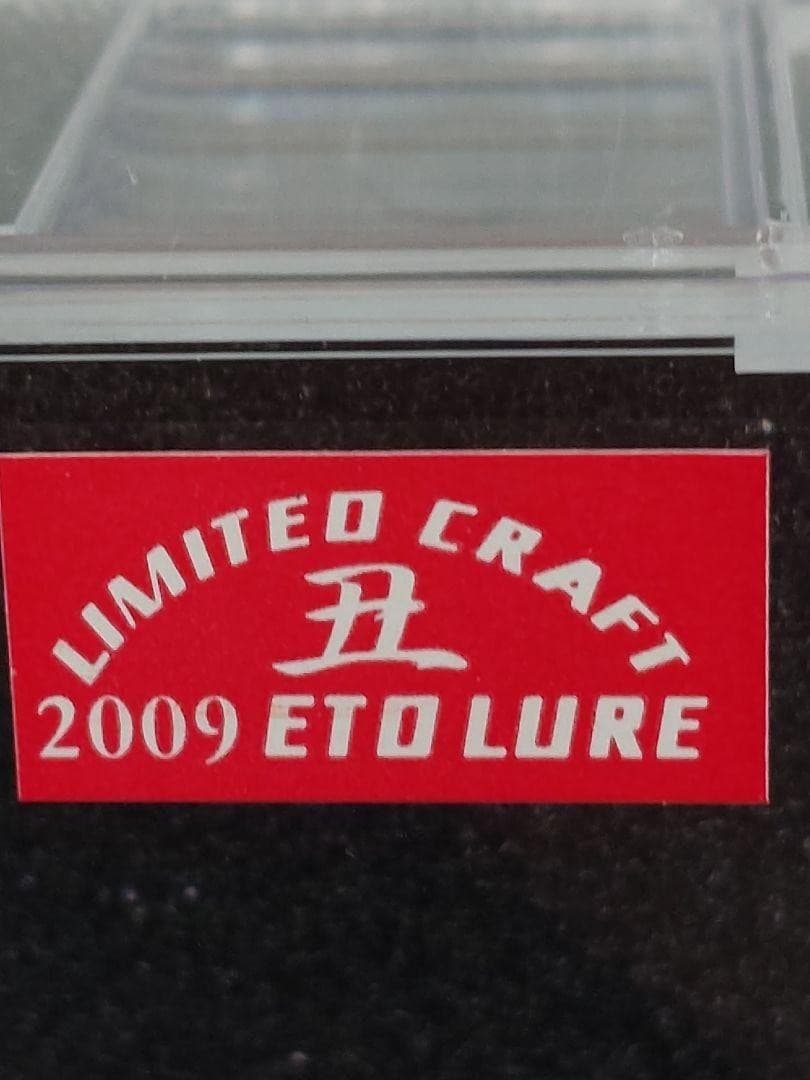 LIMITED CRAFT
丑
2009 ETO LURE